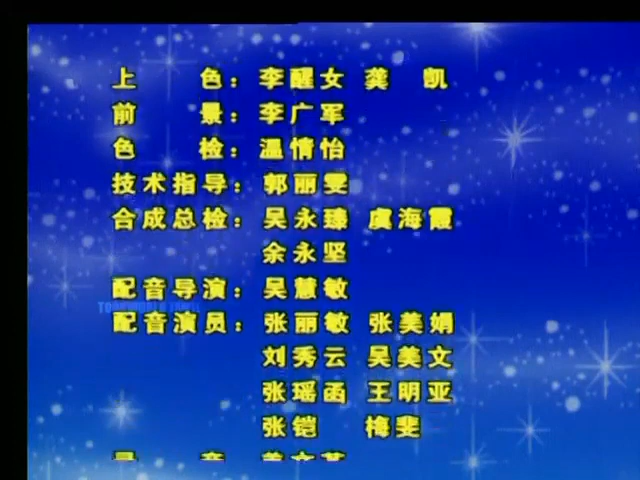 上 色：李醒女 龚 凯
前 景：李广军
色 检：温情怡
技术指导：郭丽雯
合成总检：吴永臻 虞海霞
余永坚
配音导演：吴慧敏
配音演员：张丽敏 张美娟
刘秀云 吴美文
张瑶函 王明亚
张铠 梅斐